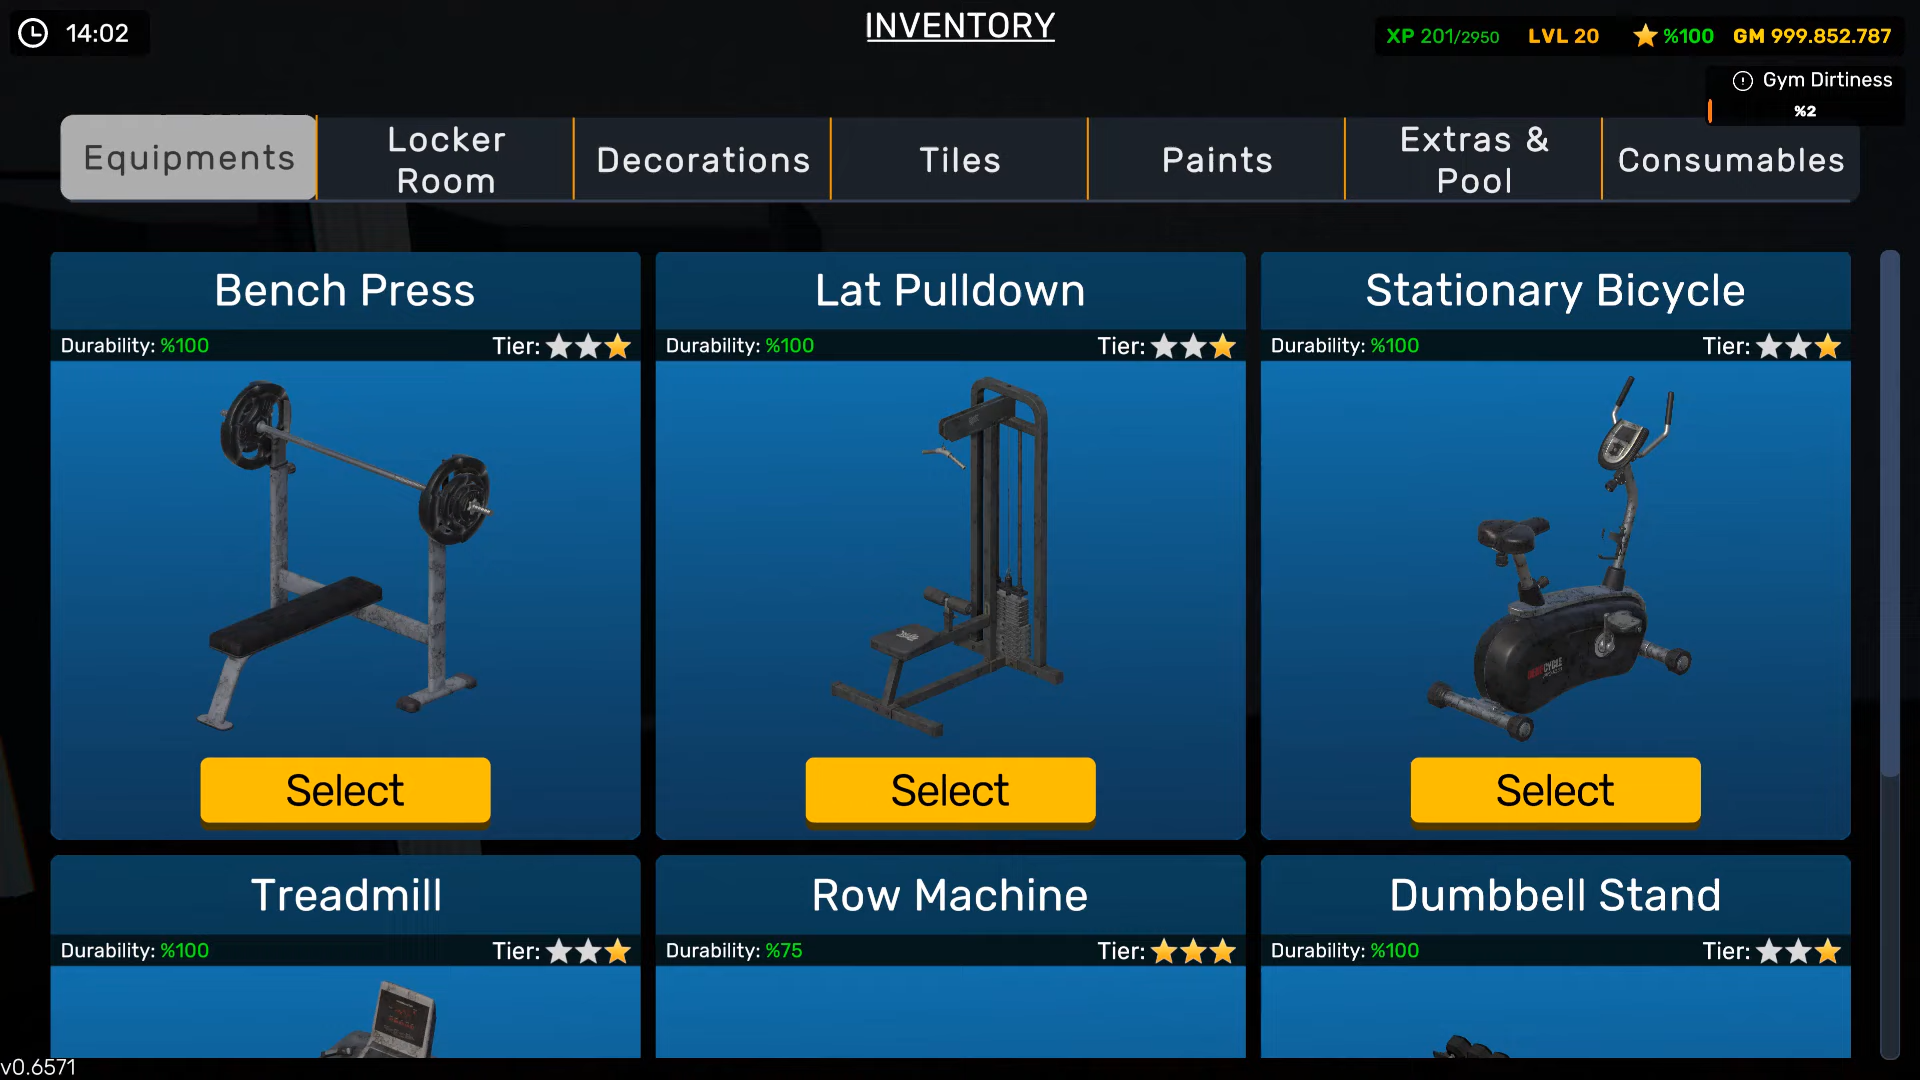 14:02
INVENTORY
XP 201/2950 LVL 20 %100 GM 999.852.787
Gym Dirtiness
%2
Equipments
Locker
Room
Decorations
Tiles
Paints
Extras &
Pool
Consumables
Bench Press
Durability: %100 Tier:
Select
Lat Pulldown
Durability: %100 Tier:
Select
Stationary Bicycle
Durability: %100 Tier:
Select
Treadmill
Durability: %100 Tier:
Row Machine
Durability: %75 Tier:
Dumbbell Stand
Durability: %100 Tier:
v0.6571